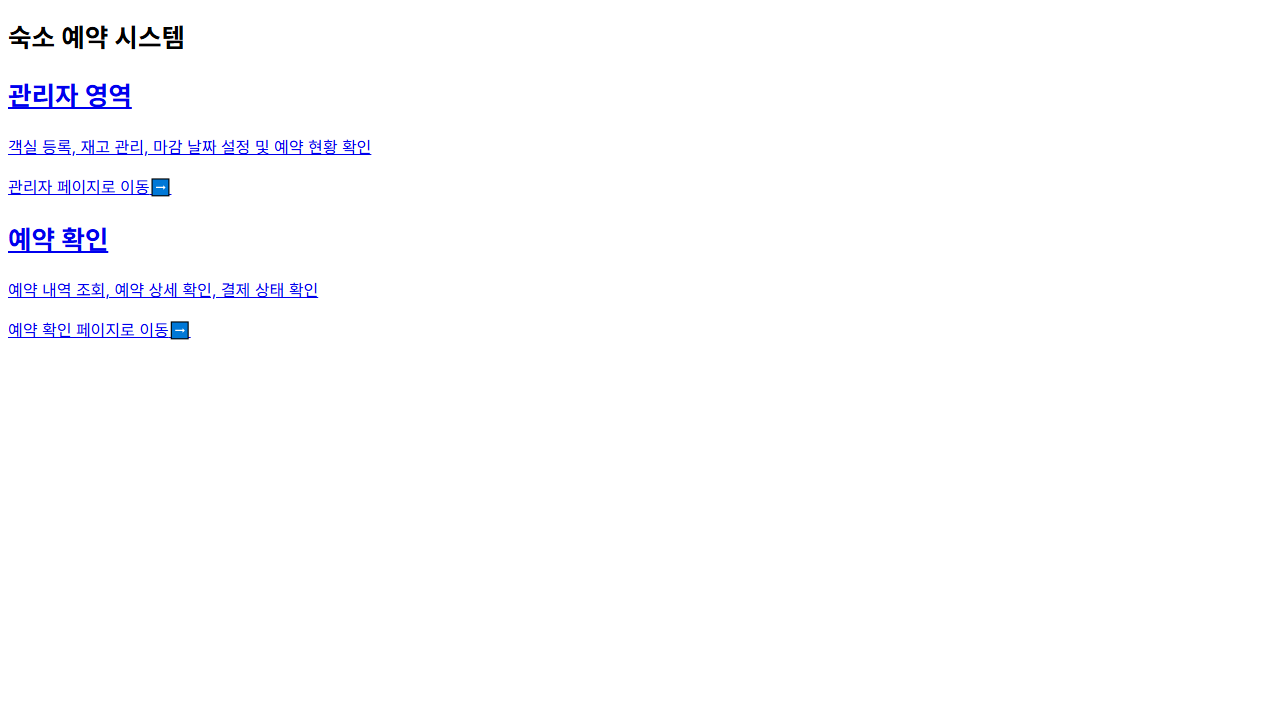 숙소 예약 시스템
관리자 영역
객실 등록, 재고 관리, 마감 날짜 설정 및 예약 현황 확인
관리자 페이지로 이동➡️
예약 확인
예약 내역 조회, 예약 상세 확인, 결제 상태 확인
예약 확인 페이지로 이동➡️